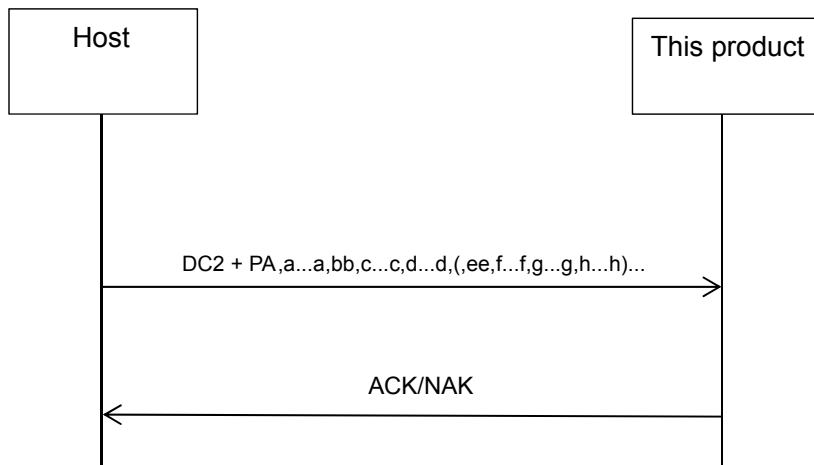 Host
This product
DC2 + PA,a...a,bb,c...c,d...d,(,ee,f...f,g...g,h...h)...
ACK/NAK